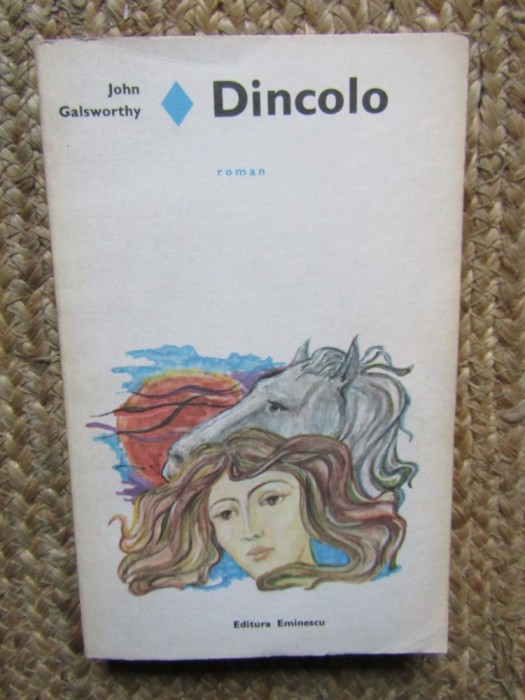 John
Galsworthy
Dincolo
roman
Editura Eminescu